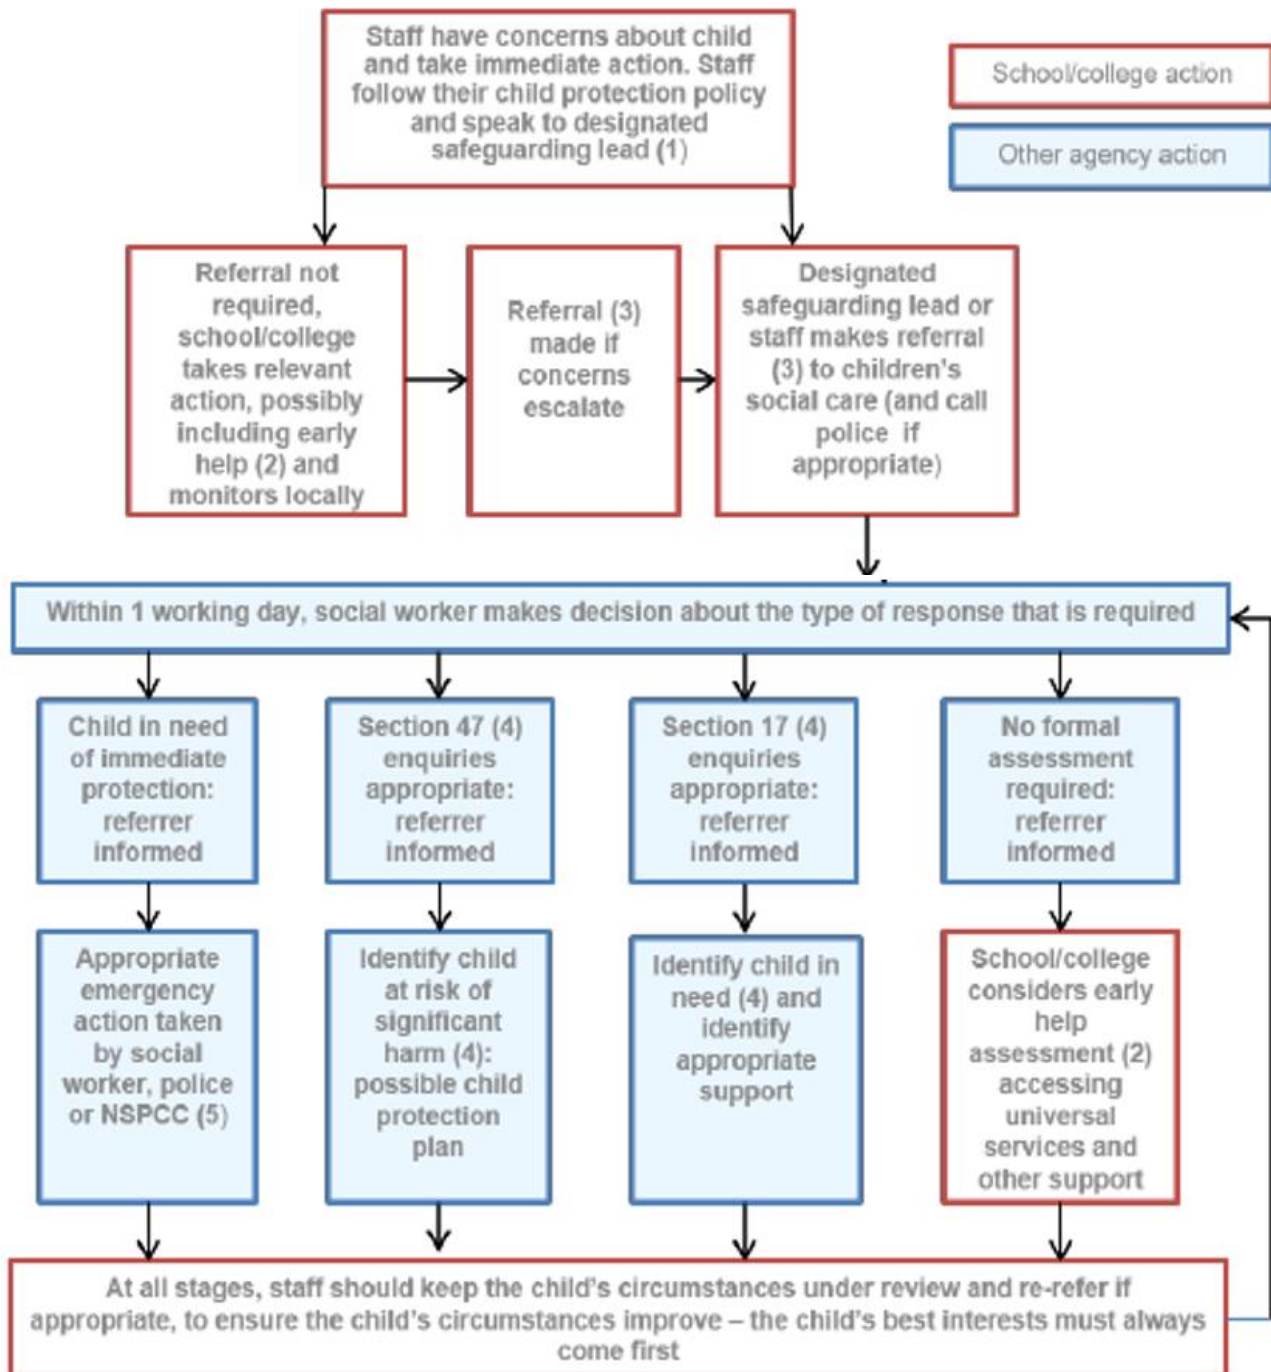 Staff have concerns about child
and take immediate action. Staff
follow their child protection policy
and speak to designated
safeguarding lead (1)
School/college action
Other agency action
Referral not
required,
school/college
takes relevant
action, possibly
including early
help (2) and
monitors locally
Referral (3)
made if
concerns
escalate
Designated
safeguarding lead or
staff makes referral
(3) to children's
social care (and call
police if
appropriate)
Within 1 working day, social worker makes decision about the type of response that is required
Child in need
of immediate
protection:
referrer
informed
Section 47 (4)
enquiries
appropriate:
referrer
informed
Section 17 (4)
enquiries
appropriate:
referrer
informed
No formal
assessment
required:
referrer
informed
Appropriate
emergency
action taken
by social
worker, police
or NSPCC (5)
Identify child
at risk of
significant
harm (4):
possible child
protection
plan
Identify child in
need (4) and
identify
appropriate
support
School/college
considers early
help
assessment (2)
accessing
universal
services and
other support
At all stages, staff should keep the child's circumstances under review and re-refer if
appropriate, to ensure the child's circumstances improve – the child's best interests must always
come first